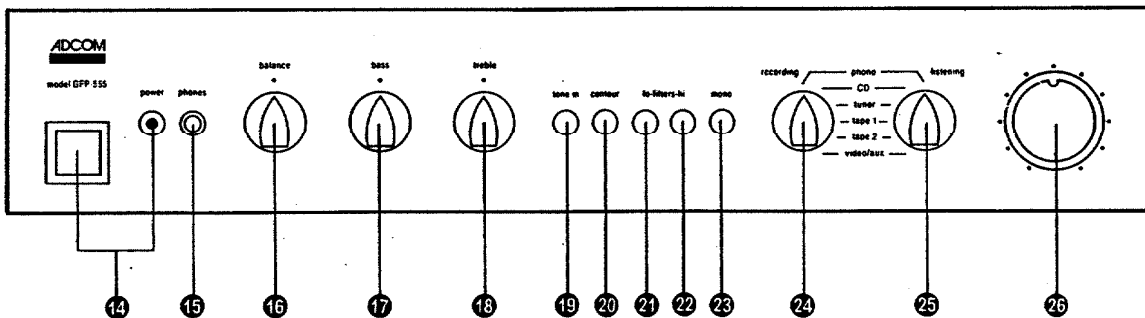 ADCOM
model GFP-555
power
phones
balance
bass
treble
tone in
contour
lo-filters-hi
mono
recording
phono
listening
CD
tuner
tape 1
tape 2
video/aux
14
15
16
17
18
19
20
21
22
23
24
25
26